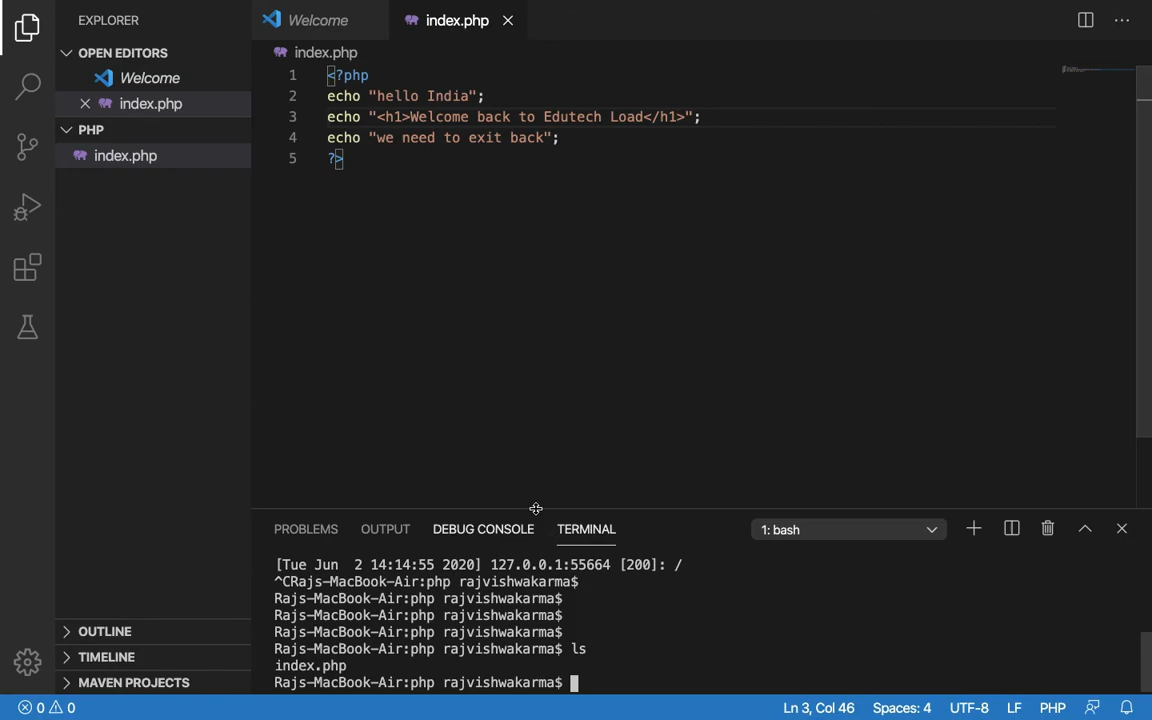 EXPLORER
OPEN EDITORS
Welcome
index.php
PHP
index.php
OUTLINE
TIMELINE
MAVEN PROJECTS
Welcome
index.php
index.php
1 <?php
2 echo "hello India";
3 echo "<h1>Welcome back to Edutech Load</h1>";
4 echo "we need to exit back";
5 ?>
PROBLEMS OUTPUT DEBUG CONSOLE TERMINAL 1: bash
[Tue Jun  2 14:14:55 2020] 127.0.0.1:55664 [200]: /
^CRajs-MacBook-Air:php rajvishwakarma$
Rajs-MacBook-Air:php rajvishwakarma$
Rajs-MacBook-Air:php rajvishwakarma$
Rajs-MacBook-Air:php rajvishwakarma$
Rajs-MacBook-Air:php rajvishwakarma$ ls
index.php
Rajs-MacBook-Air:php rajvishwakarma$
0 0 Ln 3, Col 46 Spaces: 4 UTF-8 LF PHP